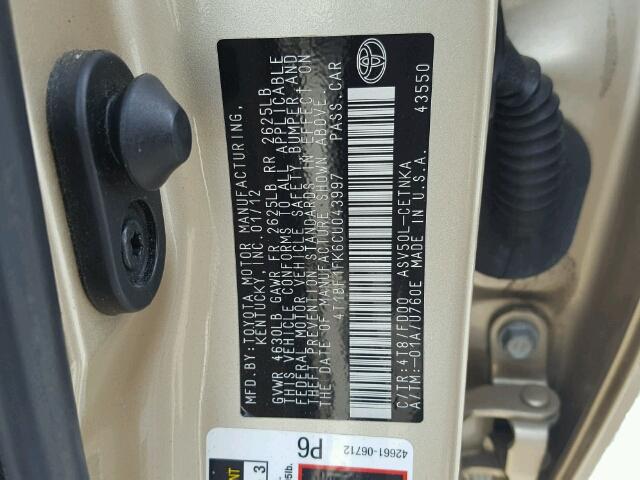 MFD.BY:TOYOTA MOTOR MANUFACTURING,
KENTUCKY, INC. 01/12
GVWR 4630LB GAWR FR 2625LB RR 2625LB
THIS VEHICLE CONFORMS TO ALL APPLICABLE
FEDERAL MOTOR VEHICLE SAFETY BUMPER AND
THEFT PREVENTION STANDARDS IN EFFECT ON
THE DATE OF MANUFACTURE SHOWN ABOVE.
4T1BF1FK6CU043997 PASS.CAR
C/TR: 4T8/FD00 ASV50L-CETNKA
A/TM:-01A/U760E MADE IN U.S.A. 43550
42661-06712
P6
3